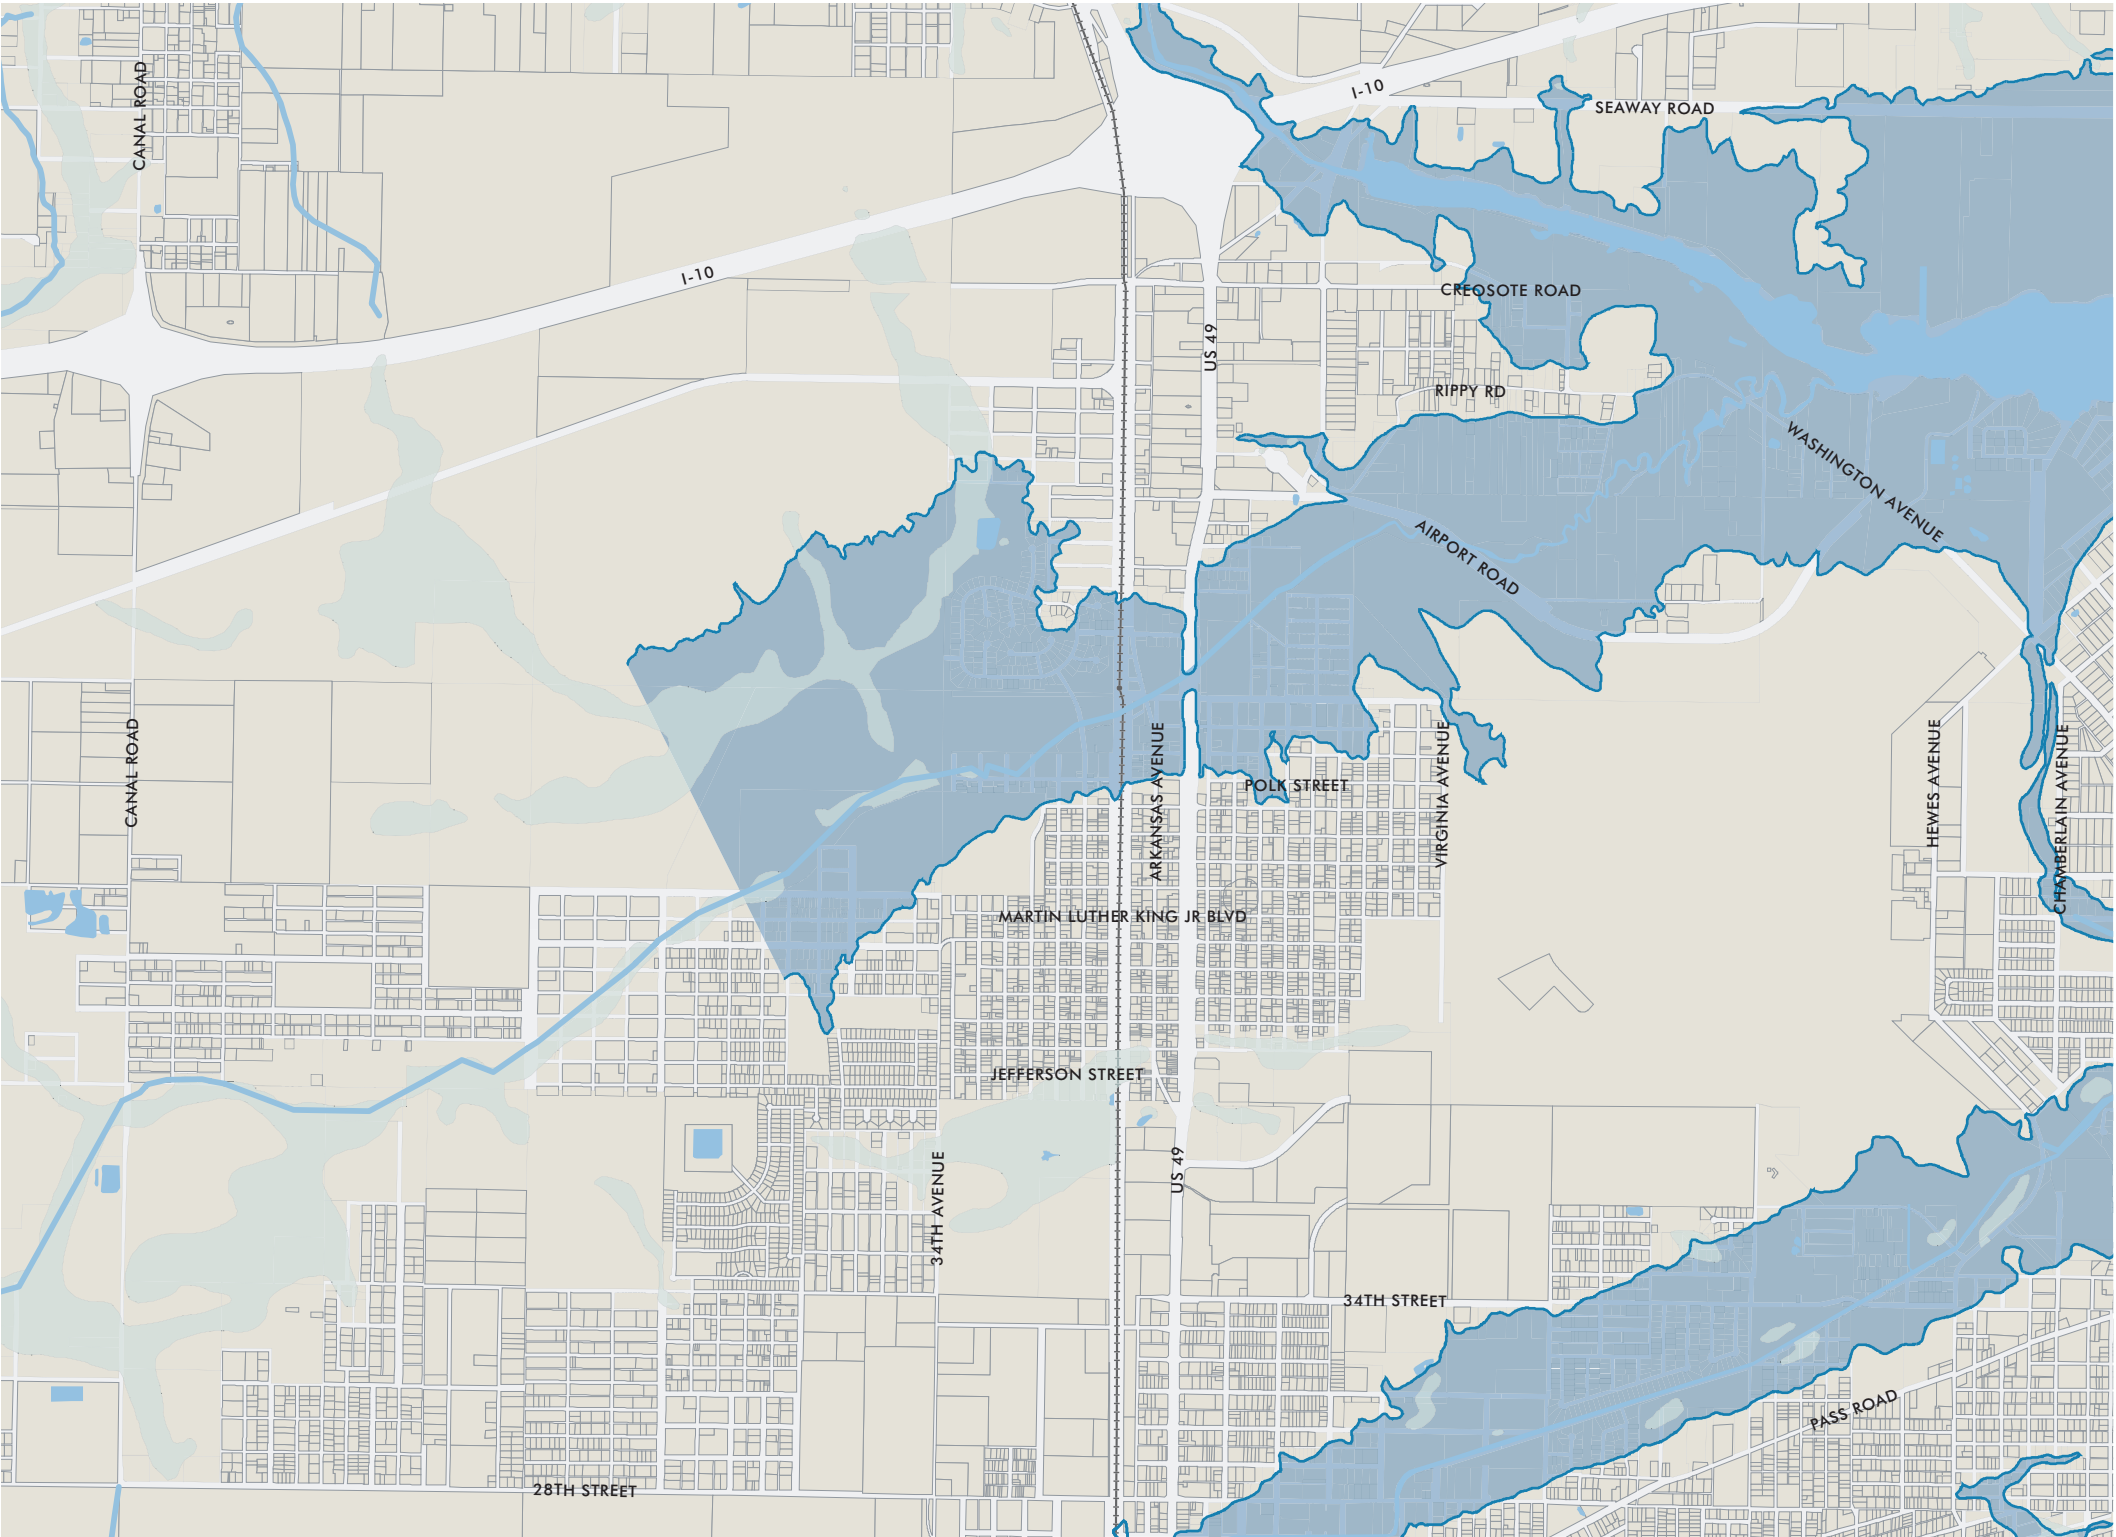 CANAL ROAD
I-10
SEAWAY ROAD
I-10
CREOSOTE ROAD
US 49
RIPPY RD
WASHINGTON AVENUE
AIRPORT ROAD
CANAL ROAD
ARKANSAS AVENUE
POLK STREET
VIRGINIA AVENUE
HEWES AVENUE
CHAMBERLAIN AVENUE
MARTIN LUTHER KING JR BLVD
JEFFERSON STREET
34TH AVENUE
US 49
34TH STREET
PASS ROAD
28TH STREET